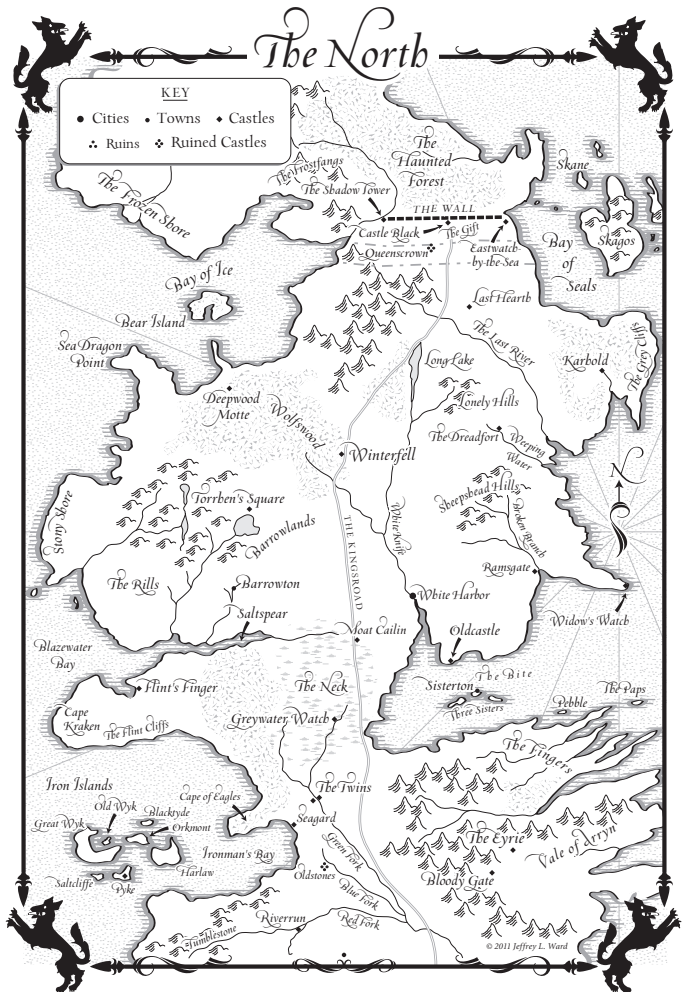 The North
KEY
Cities
Towns
Castles
Ruins
Ruined Castles
The Frozen Shore
The Frostfangs
The Shadow Tower
The
Haunted
Forest
Skane
THE WALL
Castle Black
The Gift
Queenscrown
Eastwatch-
by-the-Sea
Bay
of
Seals
Skagos
Bay of Ice
Bear Island
Last Hearth
Sea Dragon
Point
The Last River
Long Lake
Karhold
The Grey Cliffs
Deepwood
Motte
Wolfswood
Lonely Hills
The Dreadfort
Weeping
Water
Winterfell
N
Stony Shore
Torrhen's Square
Barrowlands
Sheepshead Hills
Broken Branch
White Knife
THE KINGSROAD
The Rills
Barrowton
Ramsgate
White Harbor
Saltspear
Widow's Watch
Moat Cailin
Oldcastle
Blazewater
Bay
The Bite
Flint's Finger
The Neck
Sisterton
The Paps
Pebble
Three Sisters
Cape
Kraken
The Flint Cliffs
Greywater Watch
The Fingers
Iron Islands
Old Wyk
Cape of Eagles
The Twins
Great Wyk
Blacktyde
Orkmont
Seagard
Ironman's Bay
Green Fork
The Eyrie
Vale of Arryn
Harlaw
Oldstones
Saltcliffe
Pyke
Blue Fork
Bloody Gate
Riverrun
Red Fork
Tumblestone
© 2011 Jeffrey L. Ward